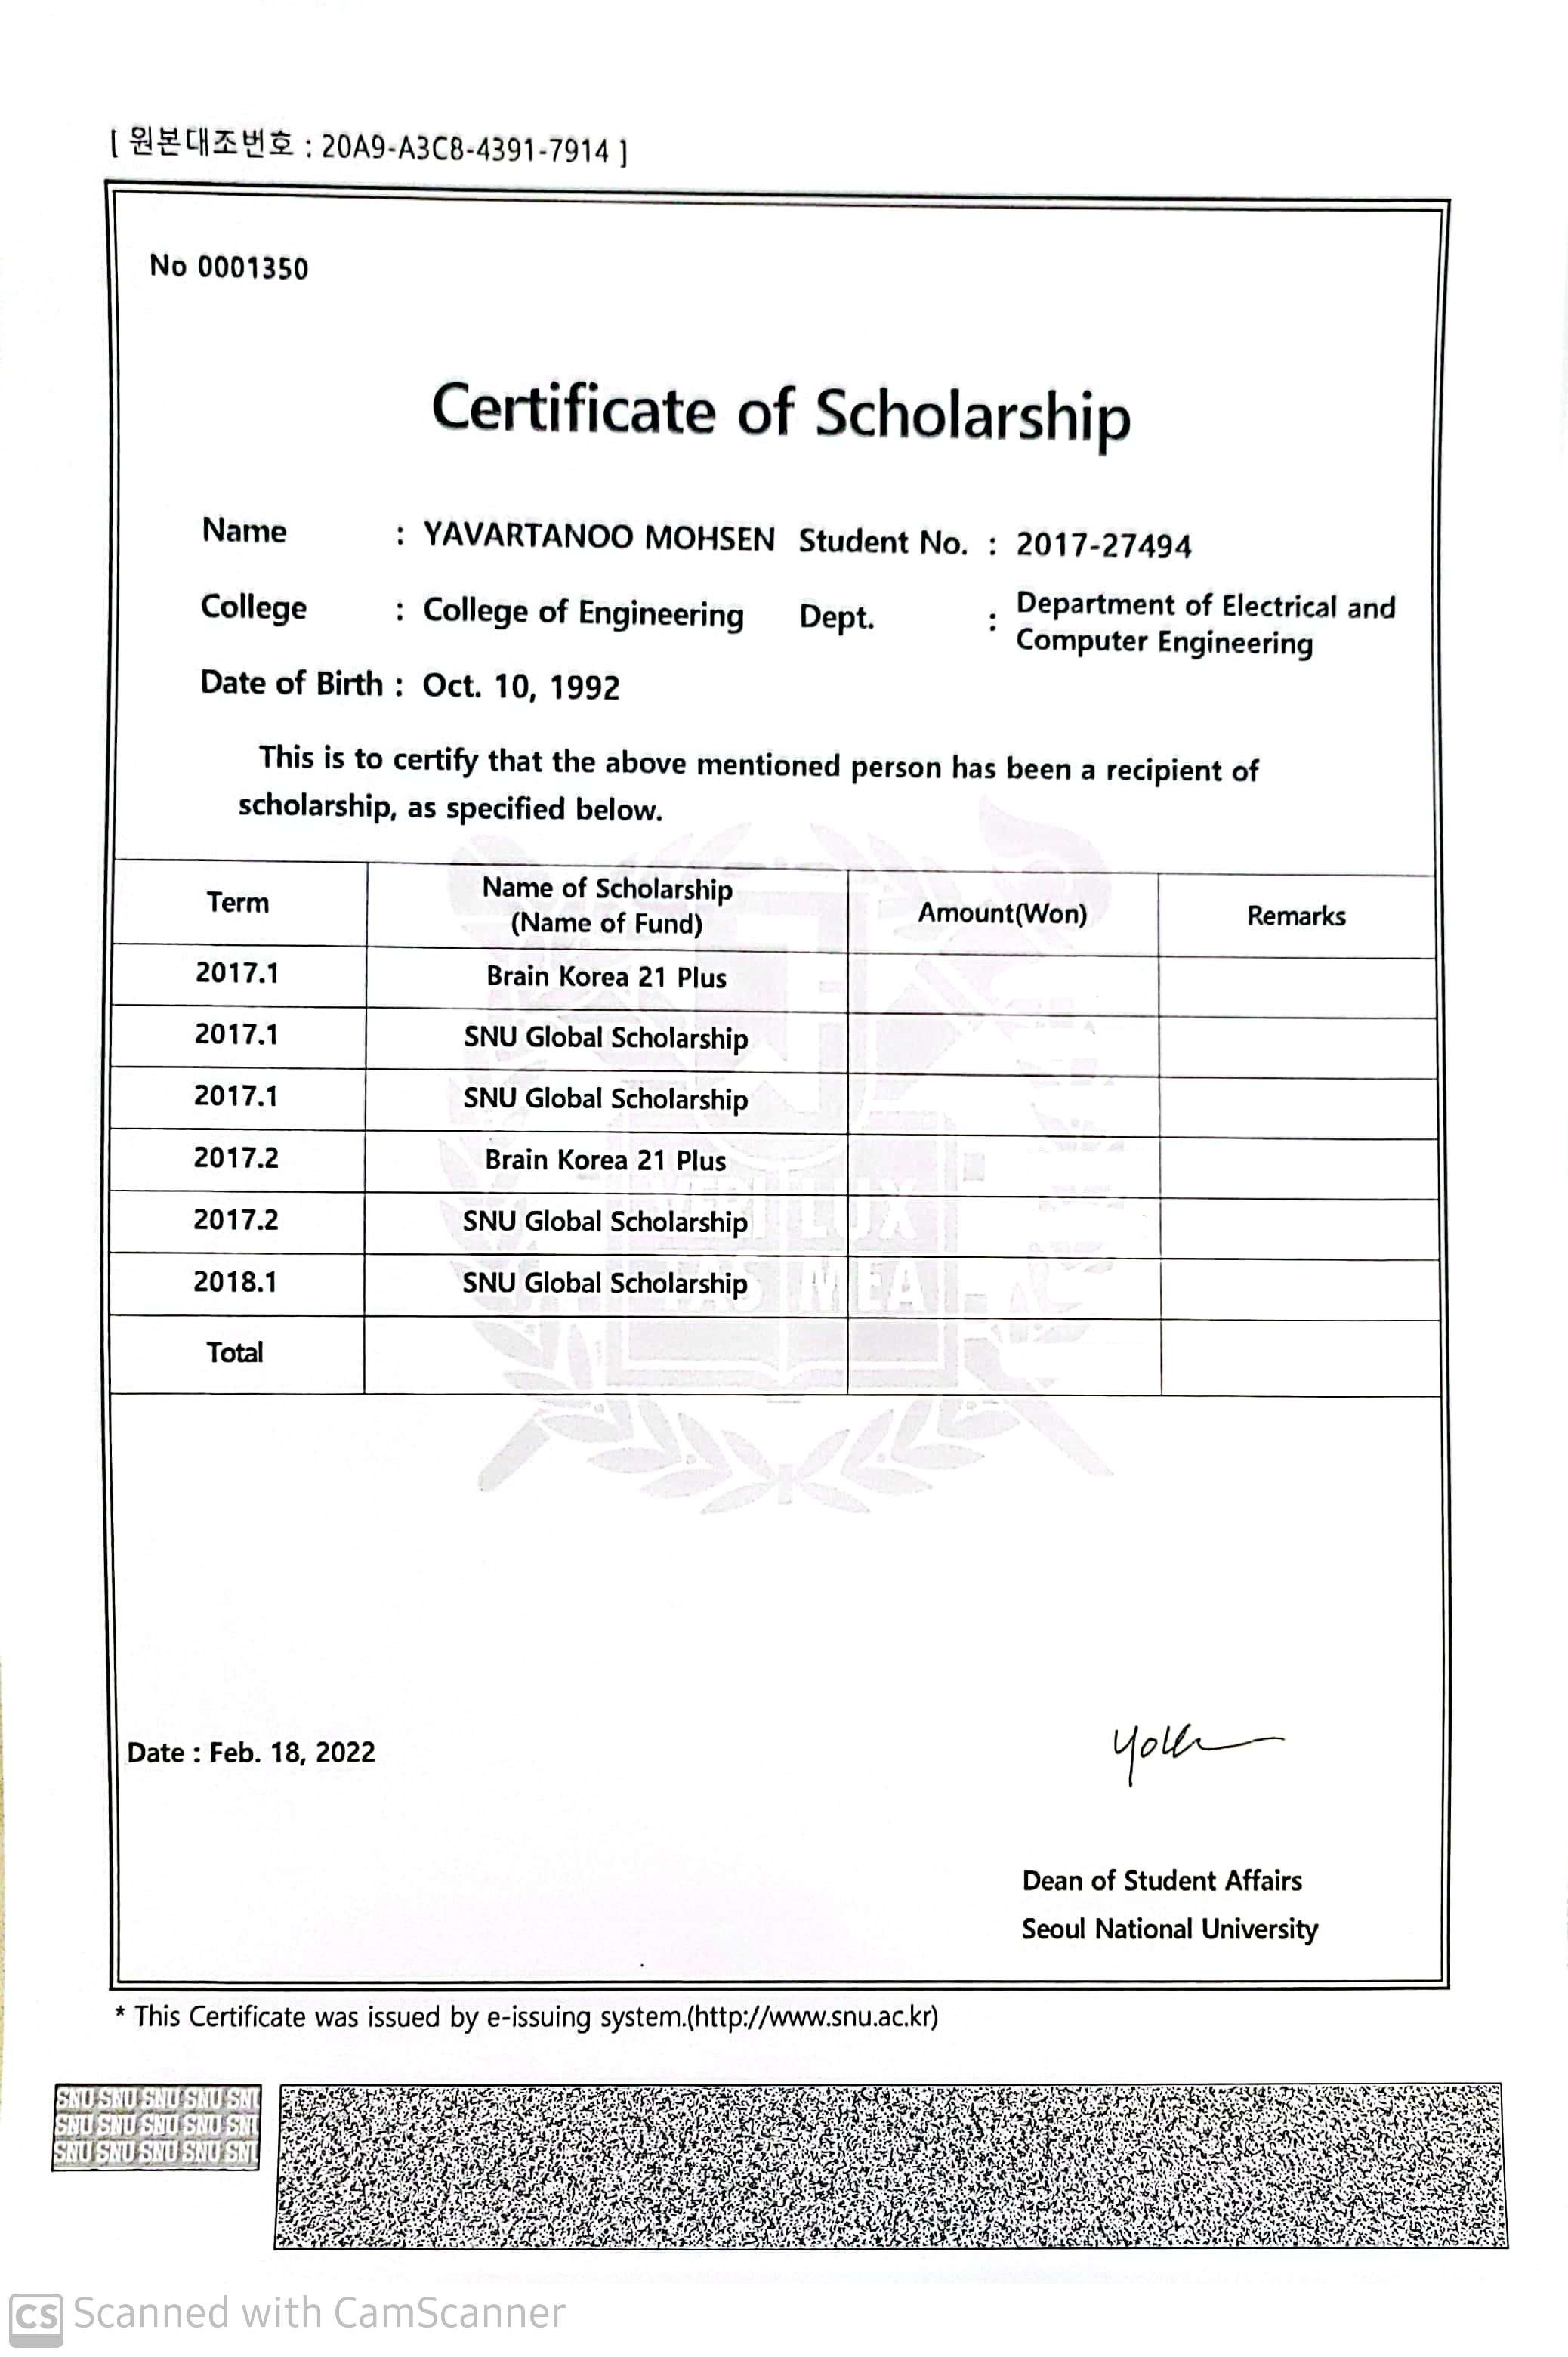 [ 원본대조번호 : 20A9-A3C8-4391-7914 ]
No 0001350
Certificate of Scholarship
Name : YAVARTANOO MOHSEN Student No. : 2017-27494
College : College of Engineering Dept. : Department of Electrical and
Computer Engineering
Date of Birth : Oct. 10, 1992
This is to certify that the above mentioned person has been a recipient of
scholarship, as specified below.
Term Name of Scholarship (Name of Fund) Amount(Won) Remarks
2017.1 Brain Korea 21 Plus
2017.1 SNU Global Scholarship
2017.1 SNU Global Scholarship
2017.2 Brain Korea 21 Plus
2017.2 SNU Global Scholarship
2018.1 SNU Global Scholarship
Total
Date : Feb. 18, 2022
Dean of Student Affairs
Seoul National University
* This Certificate was issued by e-issuing system.(http://www.snu.ac.kr)
SNU SNU SNU SNU SNU
SNU SNU SNU SNU SNU
SNU SNU SNU SNU SNU
CS Scanned with CamScanner